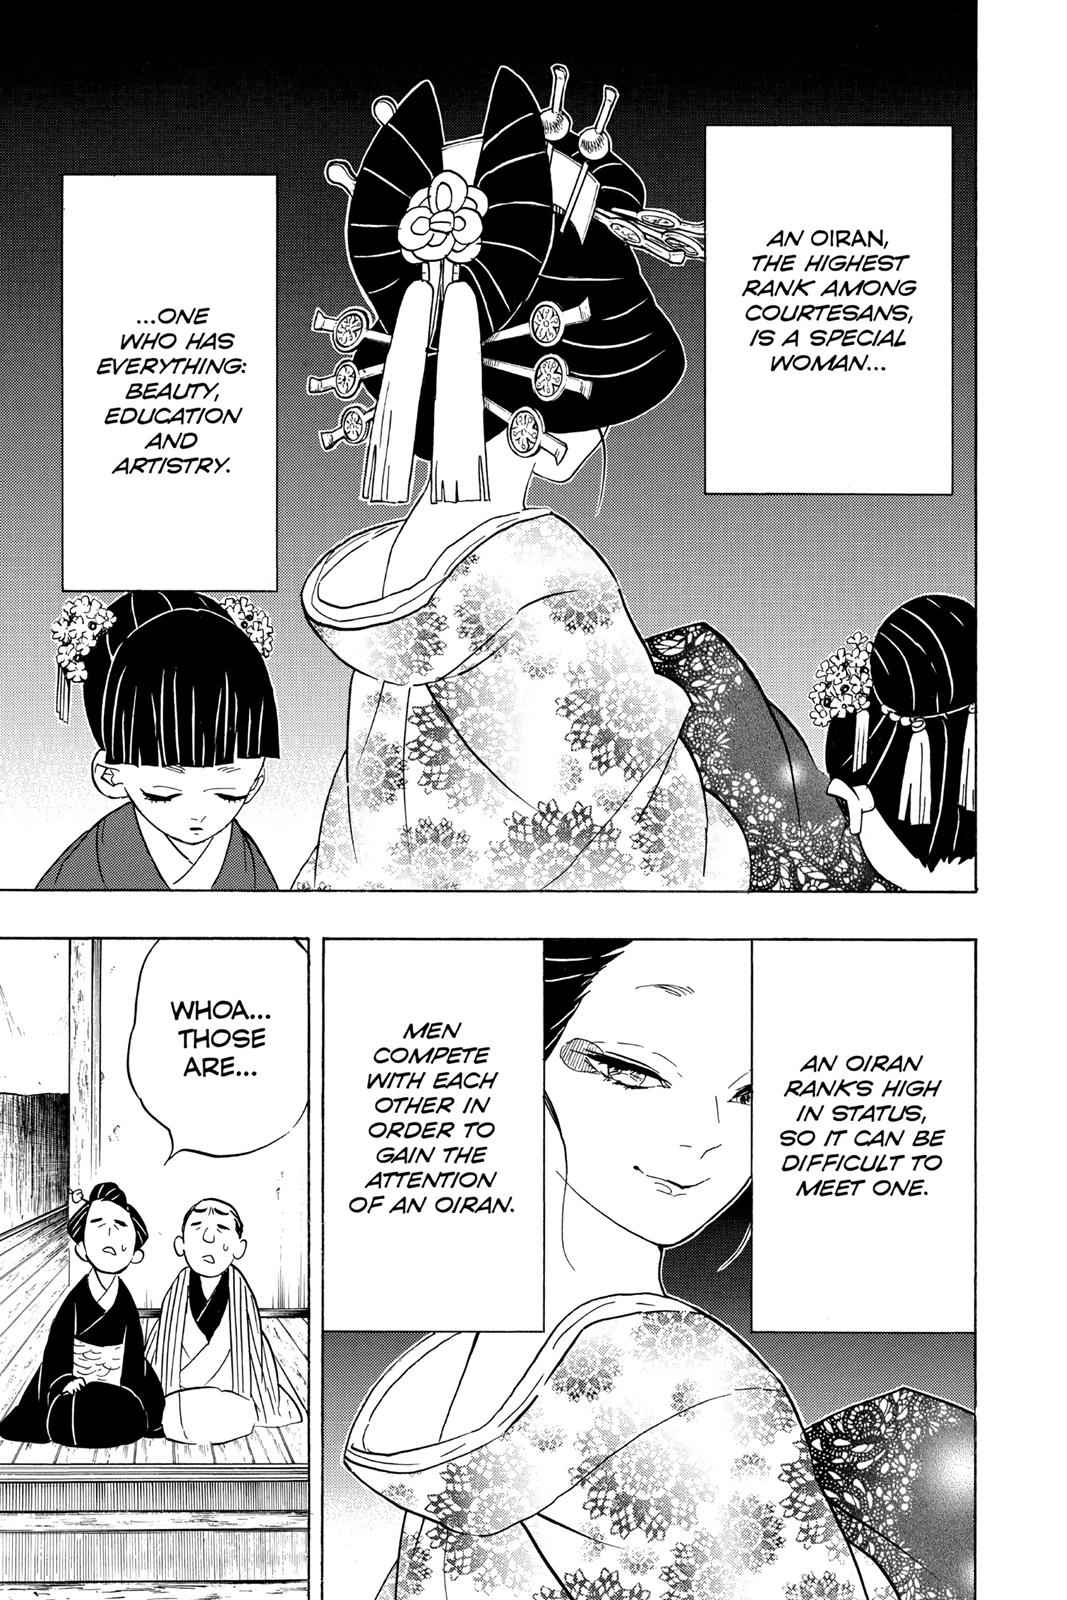 AN OIRAN,
THE HIGHEST
RANK AMONG
COURTESANS,
IS A SPECIAL
WOMAN...
...ONE
WHO HAS
EVERYTHING:
BEAUTY,
EDUCATION
AND
ARTISTRY.
AN OIRAN
RANKS HIGH
IN STATUS,
SO IT CAN BE
DIFFICULT TO
MEET ONE.
MEN
COMPETE
WITH EACH
OTHER IN
ORDER TO
GAIN THE
ATTENTION
OF AN OIRAN.
WHOA...
THOSE
ARE...